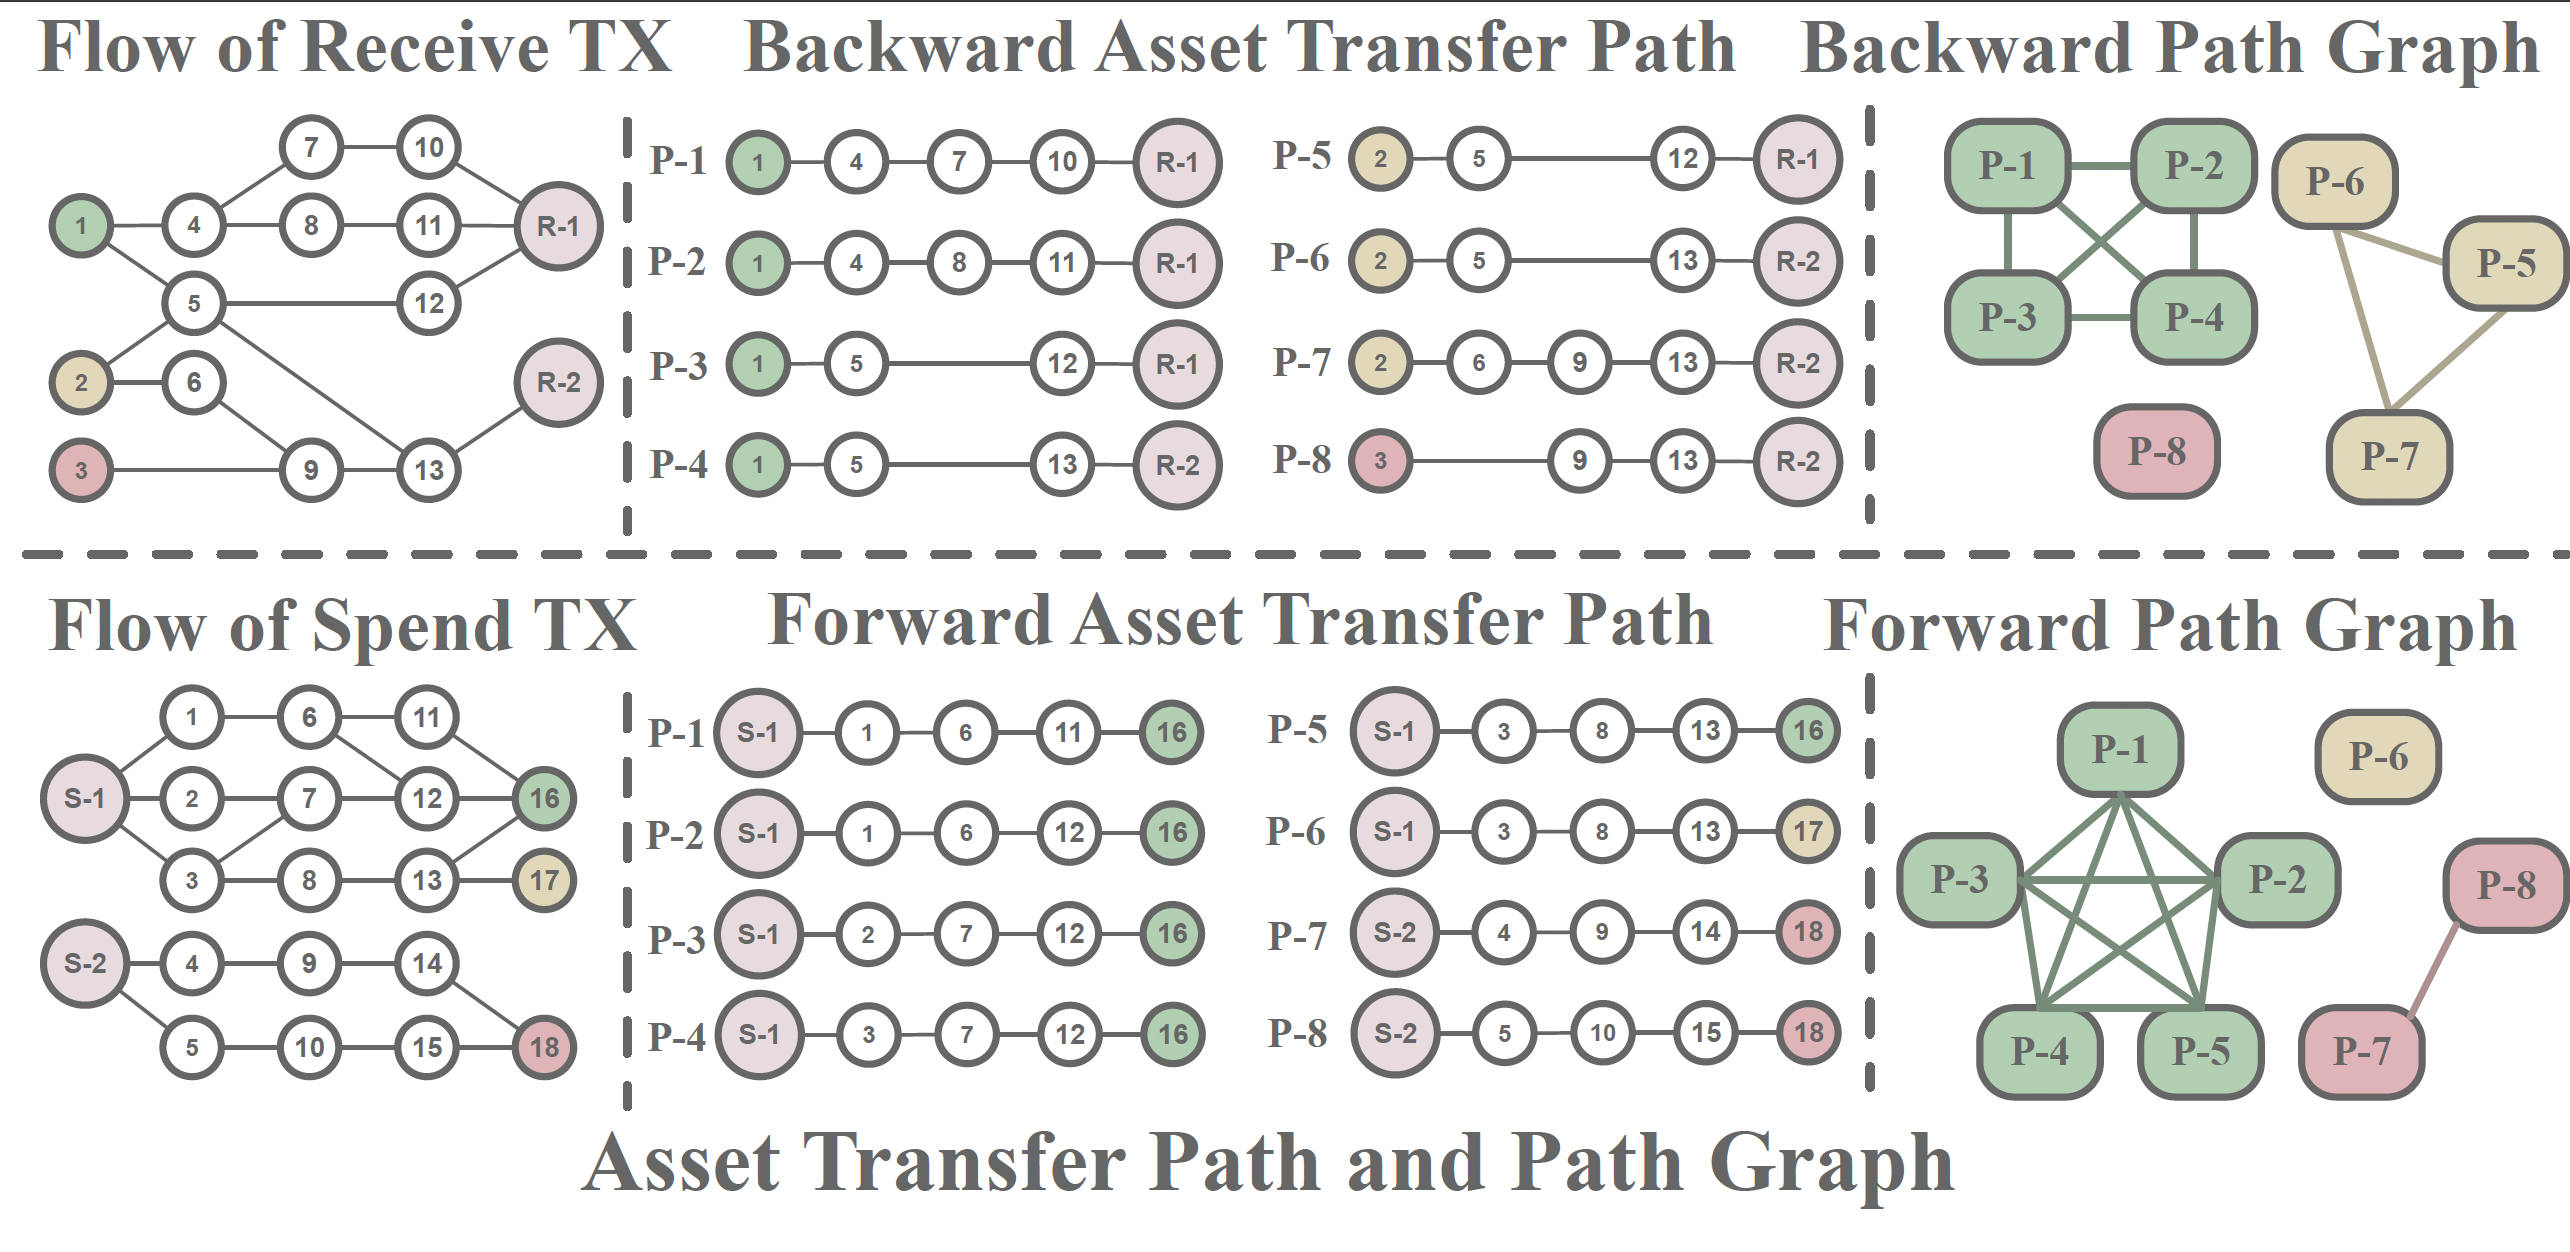 Flow of Receive TX
1
2
3
4
5
6
7
8
9
10
11
12
13
R-1
R-2
Backward Asset Transfer Path
P-1 1 4 7 10 R-1
P-2 1 4 8 11 R-1
P-3 1 5 12 R-1
P-4 1 5 13 R-2
P-5 2 5 12 R-1
P-6 2 5 13 R-2
P-7 2 6 9 13 R-2
P-8 3 9 13 R-2
Backward Path Graph
P-1
P-2
P-3
P-4
P-6
P-5
P-7
P-8
Flow of Spend TX
S-1
S-2
1 6 11
2 7 12 16
3 8 13 17
4 9 14
5 10 15 18
Forward Asset Transfer Path
P-1 S-1 1 6 11 16
P-2 S-1 1 6 12 16
P-3 S-1 2 7 12 16
P-4 S-1 3 7 12 16
P-5 S-1 3 8 13 16
P-6 S-1 3 8 13 17
P-7 S-2 4 9 14 18
P-8 S-2 5 10 15 18
Forward Path Graph
P-1
P-3
P-2
P-4
P-5
P-6
P-8
P-7
Asset Transfer Path and Path Graph